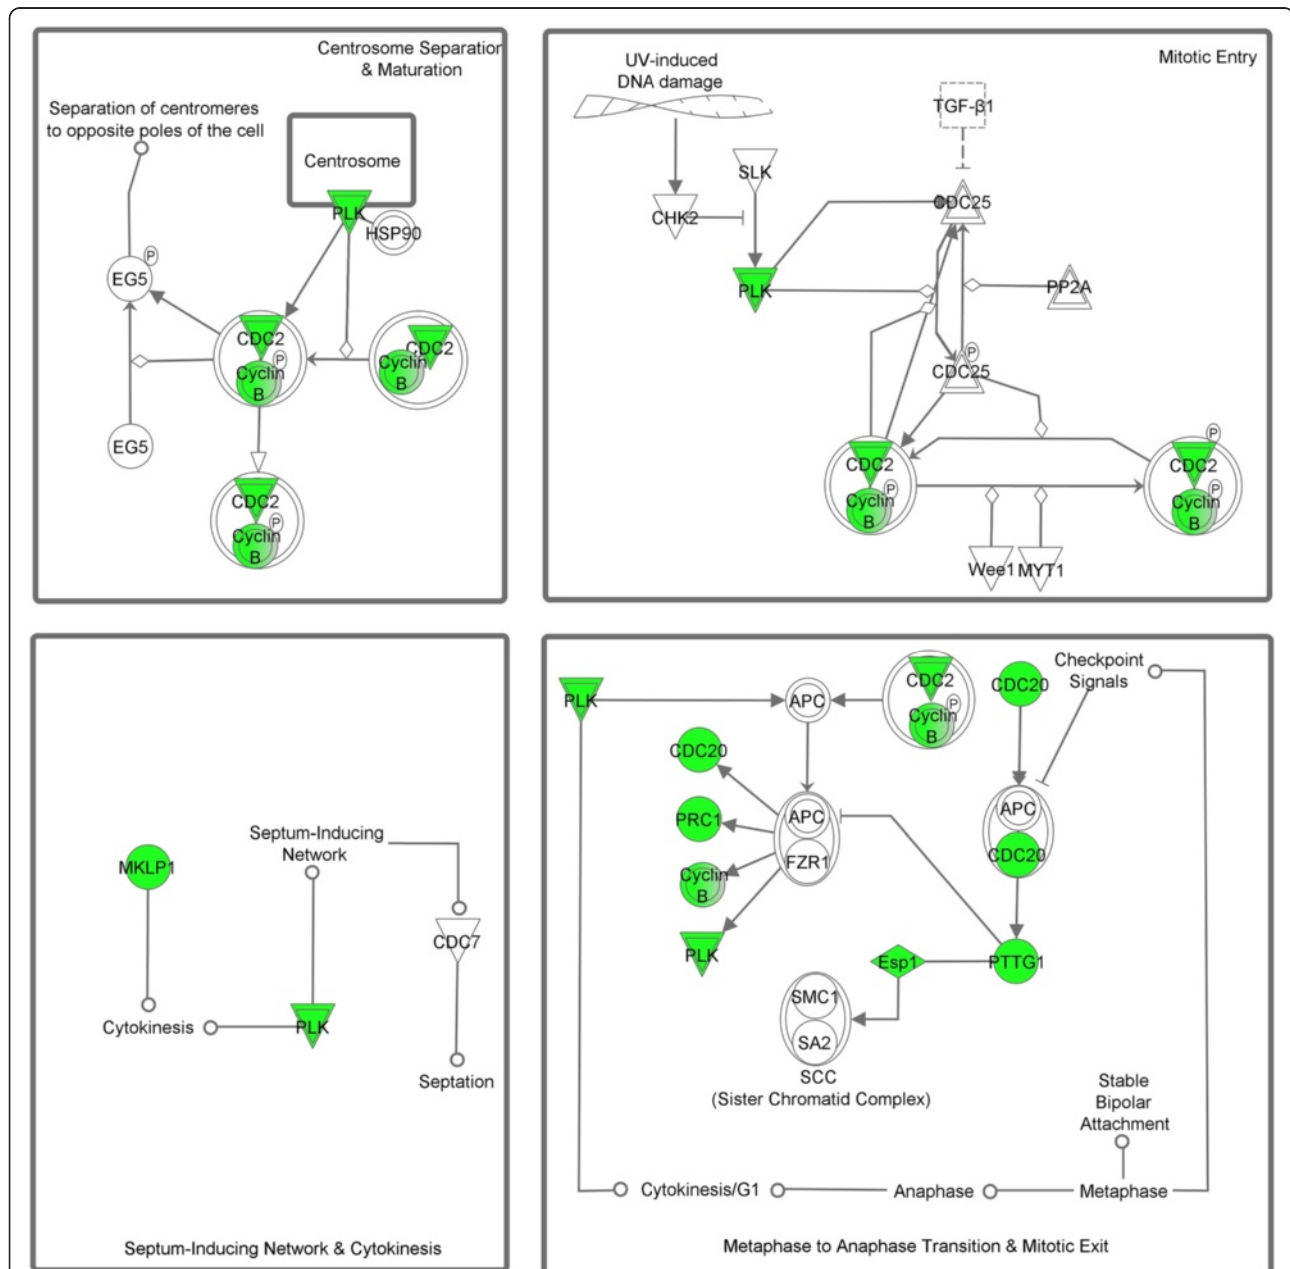 Centrosome Separation
& Maturation
Separation of centromeres
to opposite poles of the cell
Centrosome
PLK
HSP90
P
EG5
CDC2
P
Cyclin
B
CDC2
Cyclin
B
EG5
CDC2
P
Cyclin
B
Mitotic Entry
UV-induced
DNA damage
TGF-β1
SLK
CHK2
CDC25
PLK
PP2A
P
CDC25
P
CDC2
P
Cyclin
B
CDC2
P
Cyclin
B
Wee1
MYT1
Septum-Inducing
Network
MKLP1
CDC7
Cytokinesis
PLK
Septation
Septum-Inducing Network & Cytokinesis
PLK
APC
CDC2
P
Cyclin
B
CDC20
Checkpoint
Signals
CDC20
PRC1
Cyclin
B
PLK
APC
FZR1
APC
CDC20
Esp1
PTTG1
SMC1
SA2
SCC
(Sister Chromatid Complex)
Stable
Bipolar
Attachment
Cytokinesis/G1
Anaphase
Metaphase
Metaphase to Anaphase Transition & Mitotic Exit